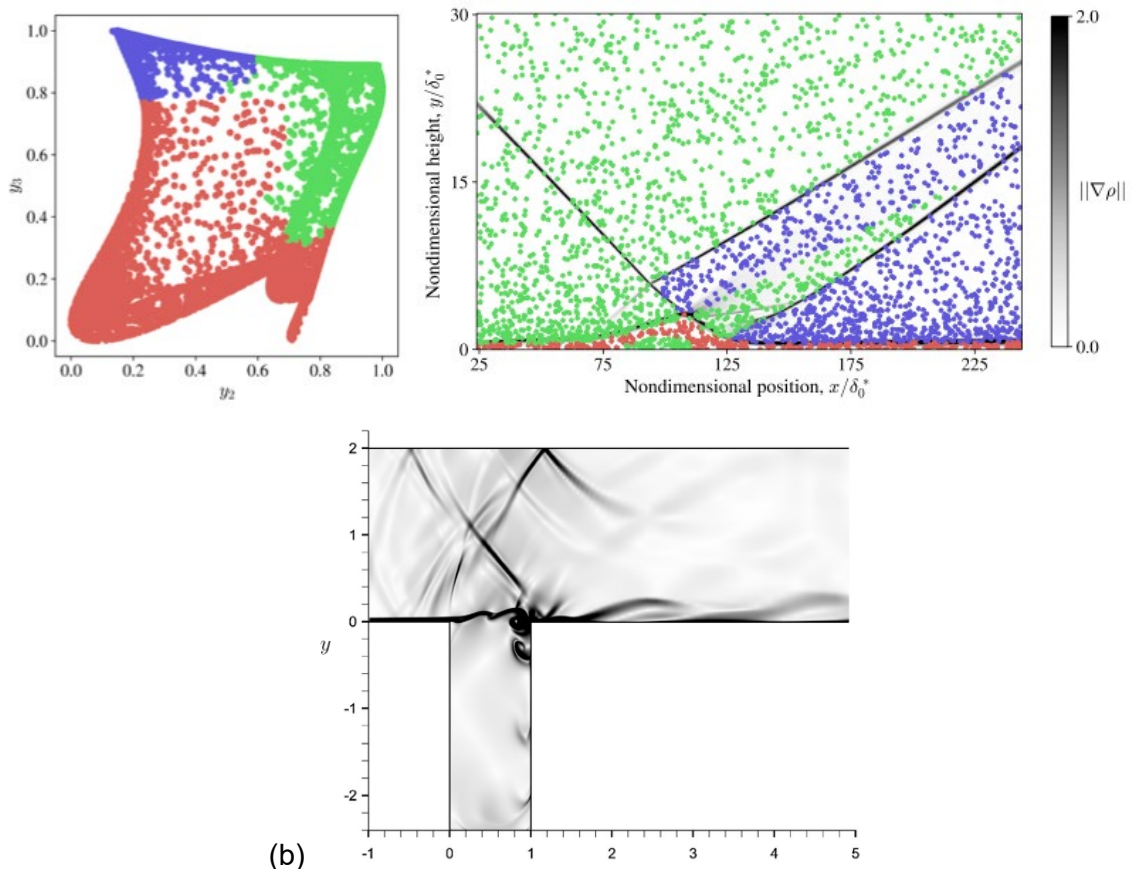 1.0
0.8
0.6
0.4
0.2
0.0
y₃
0.0 0.2 0.4 0.6 0.8 1.0
y₂
30
15
0
Nondimensional height, y/δ₀*
25 75 125 175 225
Nondimensional position, x/δ₀*
2.0
||∇ρ||
0.0
2
1
0
y
-1
-2
-1 0 1 2 3 4 5
(b)